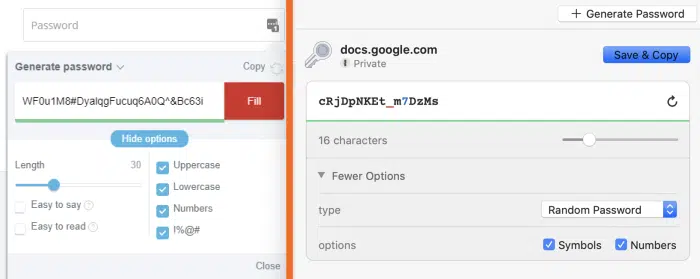 Password
1
Generate password
Copy
WF0u1M8#DyalqgFucuq6A0Q^&Bc63i
Fill
Hide options
Length 30
Easy to say ?
Easy to read ?
Uppercase
Lowercase
Numbers
!%@#
Close
+ Generate Password
docs.google.com
Private
Save & Copy
cRjDpNKEt_m7DzMs
16 characters
Fewer Options
type Random Password
options Symbols Numbers